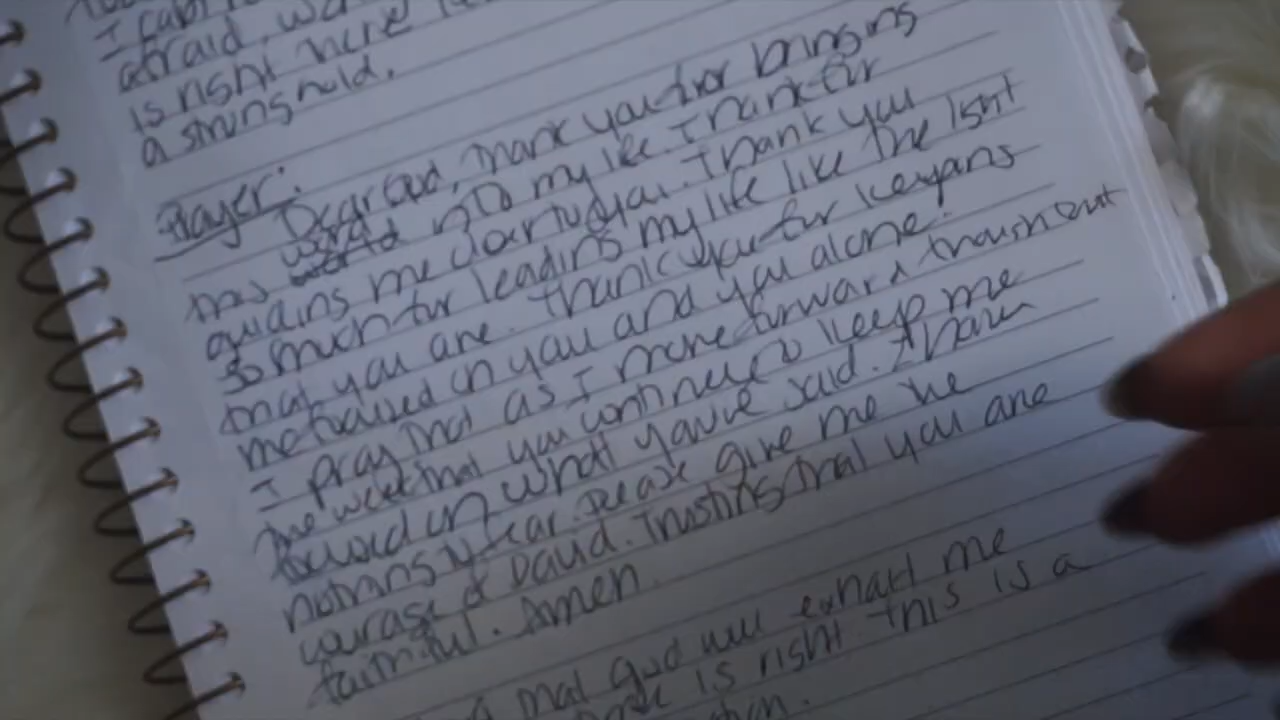 afraid.
is right here
a stronghold.
Prayer:
Dear God, Thank you for bringing
this word into my life. Thank for
guiding me closer to you. Thank you
so much for leading my life like the light
that you are. Thank you for keeping
me focused on you and you alone.
I pray that as I move forward throughout
the week that you continue to keep me
focused on what you've said. I have
nothing to fear. Please give me the
courage of David. Trusting that you are
faithful. Amen.
that God will exhalt me
is right. This is a